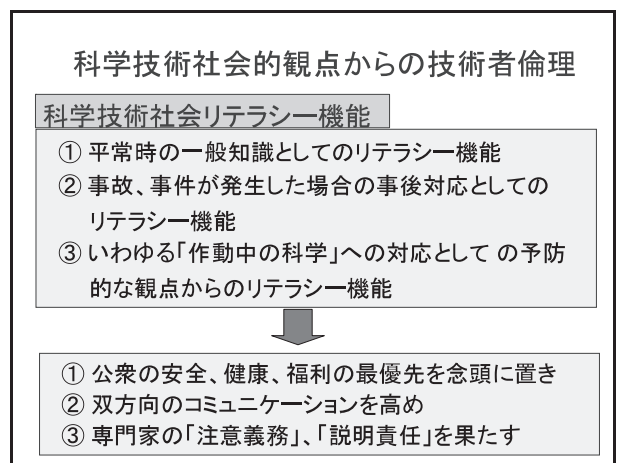 科学技術社会的観点からの技術者倫理
科学技術社会リテラシー機能
① 平常時の一般知識としてのリテラシー機能
② 事故、事件が発生した場合の事後対応としての
リテラシー機能
③ いわゆる「作動中の科学」への対応として の予防
的な観点からのリテラシー機能
① 公衆の安全、健康、福利の最優先を念頭に置き
② 双方向のコミュニケーションを高め
③ 専門家の「注意義務」、「説明責任」を果たす